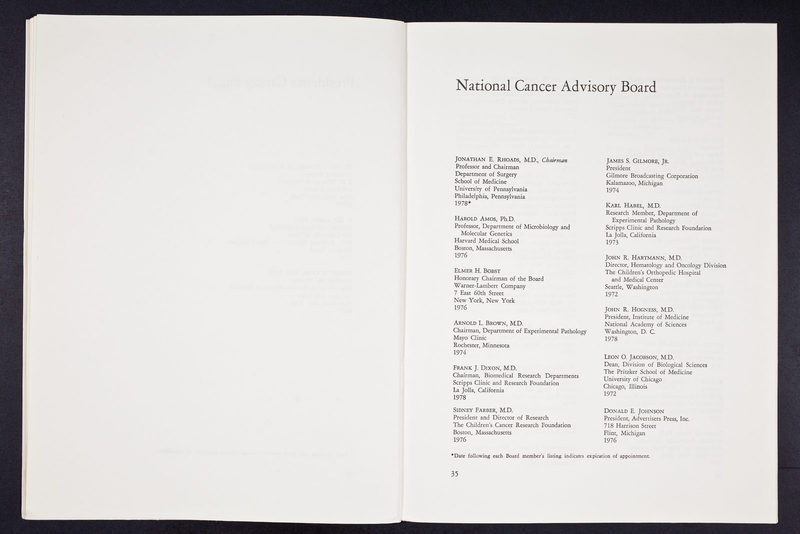 National Cancer Advisory Board
JONATHAN E. RHOADS, M.D., Chairman
Professor and Chairman
Department of Surgery
School of Medicine
University of Pennsylvania
Philadelphia, Pennsylvania
1978*
HAROLD AMOS, Ph.D.
Professor, Department of Microbiology and
Molecular Genetics
Harvard Medical School
Boston, Massachusetts
1976
ELMER H. BOBST
Honorary Chairman of the Board
Warner-Lambert Company
7 East 60th Street
New York, New York
1976
ARNOLD L. BROWN, M.D.
Chairman, Department of Experimental Pathology
Mayo Clinic
Rochester, Minnesota
1974
FRANK J. DIXON, M.D.
Chairman, Biomedical Research Departments
Scripps Clinic and Research Foundation
La Jolla, California
1978
SIDNEY FARBER, M.D.
President and Director of Research
The Children's Cancer Research Foundation
Boston, Massachusetts
1976
JAMES S. GILMORE, JR.
President
Gilmore Broadcasting Corporation
Kalamazoo, Michigan
1974
KARL HABEL, M.D.
Research Member, Department of
Experimental Pathology
Scripps Clinic and Research Foundation
La Jolla, California
1973
JOHN R. HARTMANN, M.D.
Director, Hematology and Oncology Division
The Children's Orthopedic Hospital
and Medical Center
Seattle, Washington
1972
JOHN R. HOGNESS, M.D.
President, Institute of Medicine
National Academy of Sciences
Washington, D. C.
1978
LEON O. JACOBSON, M.D.
Dean, Division of Biological Sciences
The Pritzker School of Medicine
University of Chicago
Chicago, Illinois
1972
DONALD E. JOHNSON
President, Advertisers Press, Inc.
718 Harrison Street
Flint, Michigan
1976
*Date following each Board member's listing indicates expiration of appointment.
35